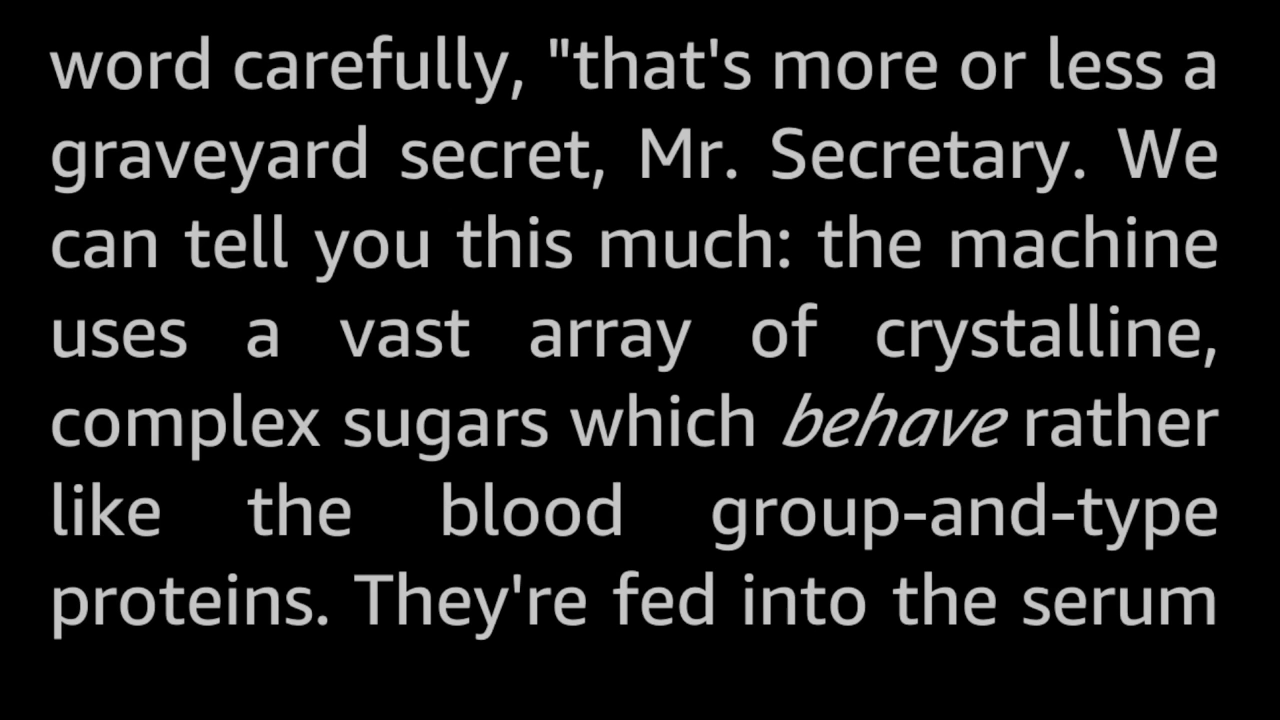 word carefully, "that's more or less a
graveyard secret, Mr. Secretary. We
can tell you this much: the machine
uses a vast array of crystalline,
complex sugars which behave rather
like the blood group-and-type
proteins. They're fed into the serum